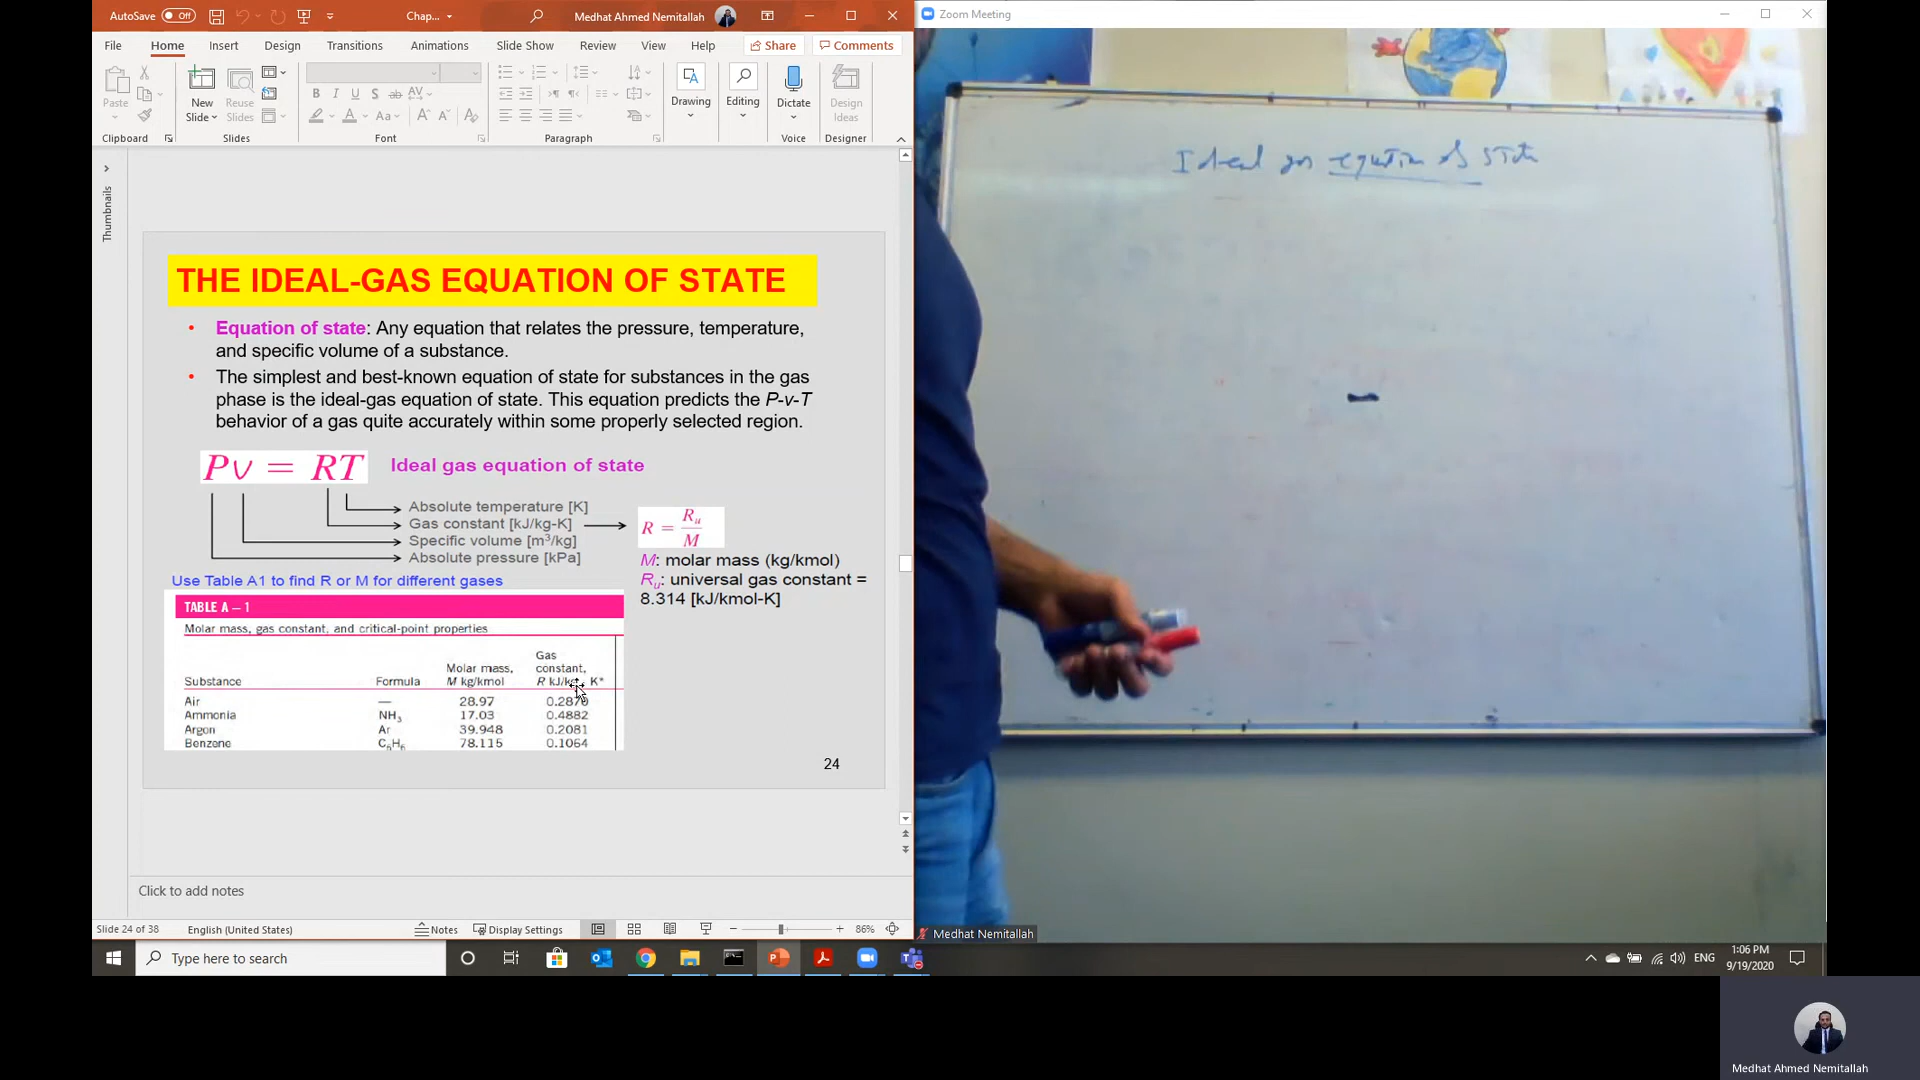 AutoSave Off
Chap...
Medhat Ahmed Nemitallah
File Home Insert Design Transitions Animations Slide Show Review View Help Share Comments
Paste
New Slide
Reuse Slides
Drawing
Editing
Dictate
Design Ideas
Clipboard Slides Font Paragraph Voice Designer
Thumbnails
THE IDEAL-GAS EQUATION OF STATE
• Equation of state: Any equation that relates the pressure, temperature,
and specific volume of a substance.
• The simplest and best-known equation of state for substances in the gas
phase is the ideal-gas equation of state. This equation predicts the P-v-T
behavior of a gas quite accurately within some properly selected region.
Pv = RT Ideal gas equation of state
Absolute temperature [K]
Gas constant [kJ/kg-K]
Specific volume [m³/kg]
Absolute pressure [kPa]
R = Ru/M
M: molar mass (kg/kmol)
Ru: universal gas constant =
8.314 [kJ/kmol-K]
Use Table A1 to find R or M for different gases
TABLE A – 1
Molar mass, gas constant, and critical-point properties
Substance Formula Molar mass, M kg/kmol Gas constant, R kJ/kg · K*
Air — 28.97 0.2870
Ammonia NH₃ 17.03 0.4882
Argon Ar 39.948 0.2081
Benzene C₆H₆ 78.115 0.1064
24
Click to add notes
Slide 24 of 38 English (United States) Notes Display Settings 86%
Zoom Meeting
Ideal gas equation of state
Medhat Nemitallah
Type here to search
ENG
1:06 PM
9/19/2020
Medhat Ahmed Nemitallah